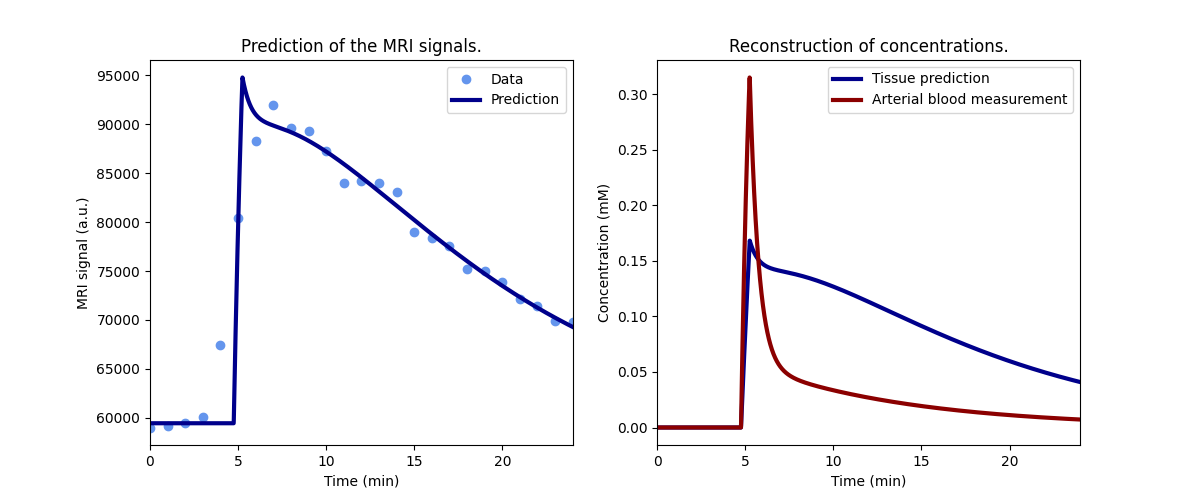 Prediction of the MRI signals.
MRI signal (a.u.)
95000
90000
85000
80000
75000
70000
65000
60000
0
5
10
15
20
Time (min)
Data
Prediction
Reconstruction of concentrations.
Concentration (mM)
0.30
0.25
0.20
0.15
0.10
0.05
0.00
0
5
10
15
20
Time (min)
Tissue prediction
Arterial blood measurement